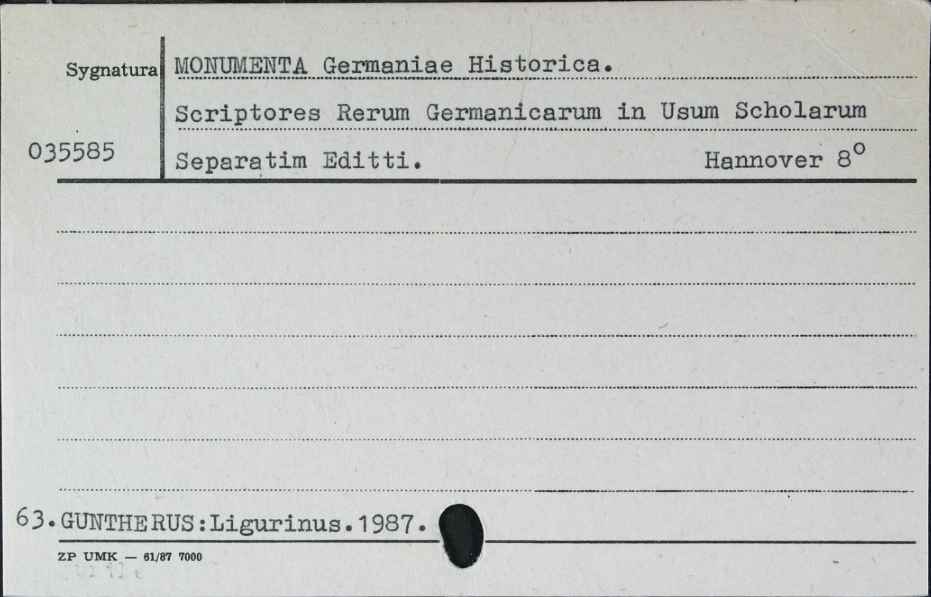 Sygnatura MONUMENTA Germaniae Historica.
Scriptores Rerum Germanicarum in Usum Scholarum
035585 Separatim Editti. Hannover 8º
63. GUNTHERUS:Ligurinus.1987.
ZP UMK — 61/87 7000